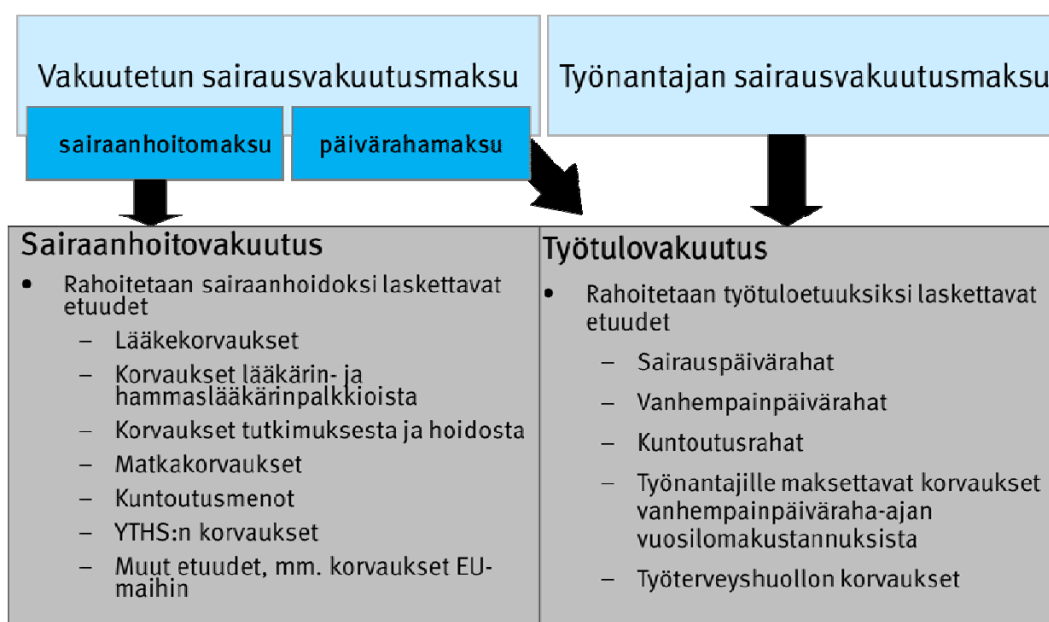 Vakuutetun sairausvakuutusmaksu
sairaanhoitomaksu
päivärahamaksu
Työnantajan sairausvakuutusmaksu
Sairaanhoitovakuutus
• Rahoitetaan sairaanhoidoksi laskettavat
etuudet
– Lääkekorvaukset
– Korvaukset lääkärin- ja
hammaslääkärinpalkkioista
– Korvaukset tutkimuksesta ja hoidosta
– Matkakorvaukset
– Kuntoutusmenot
– YTHS:n korvaukset
– Muut etuudet, mm. korvaukset EU-
maihin
Työtulovakuutus
• Rahoitetaan työtuloetuuksiksi laskettavat
etuudet
– Sairauspäivärahat
– Vanhempainpäivärahat
– Kuntoutusrahat
– Työnantajille maksettavat korvaukset
vanhempainpäiväraha-ajan
vuosilomakustannuksista
– Työterveyshuollon korvaukset